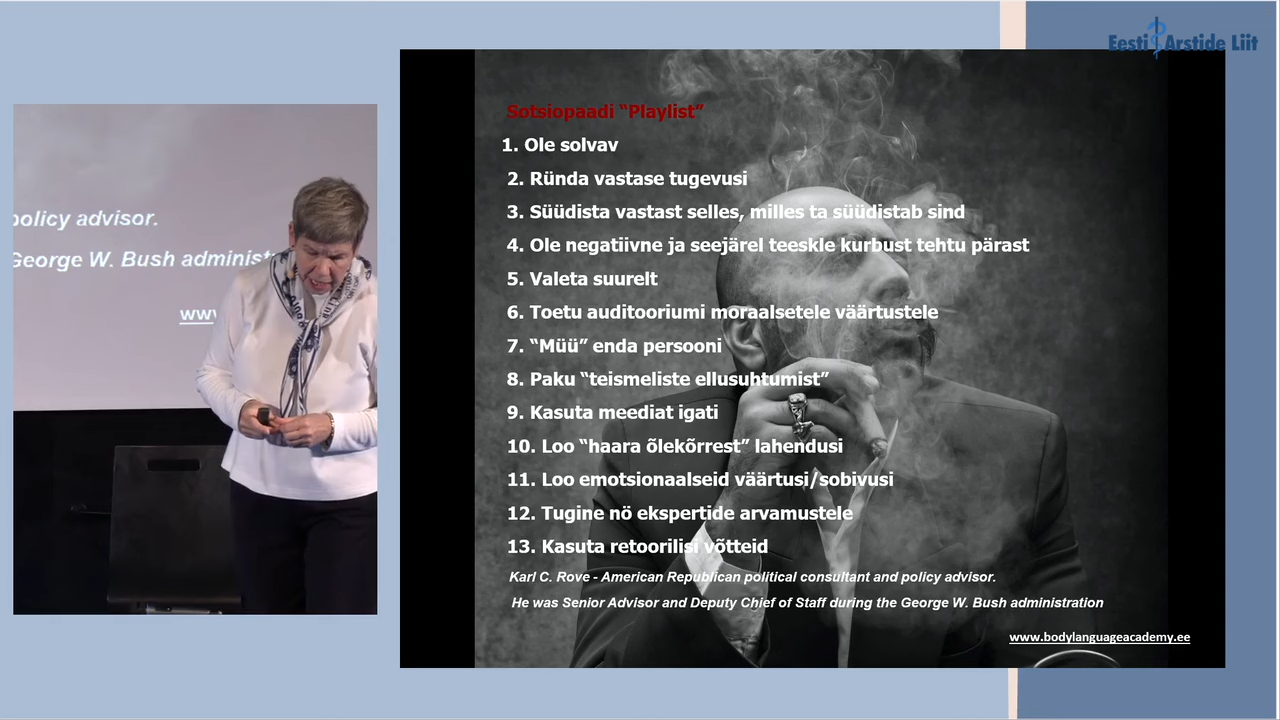 Eesti Arstide Liit
policy advisor.
George W. Bush administ
www
Sotsiopaadi “Playlist”
1. Ole solvav
2. Ründa vastase tugevusi
3. Süüdista vastast selles, milles ta süüdistab sind
4. Ole negatiivne ja seejärel teeskle kurbust tehtu pärast
5. Valeta suurelt
6. Toetu auditooriumi moraalsetele väärtustele
7. “Müü” enda persooni
8. Paku “teismeliste ellusuhtumist”
9. Kasuta meediat igati
10. Loo “haara õlekõrrest” lahendusi
11. Loo emotsionaalseid väärtusi/sobivusi
12. Tugine nö ekspertide arvamustele
13. Kasuta retoorilisi võtteid
Karl C. Rove - American Republican political consultant and policy advisor.
He was Senior Advisor and Deputy Chief of Staff during the George W. Bush administration
www.bodylanguageacademy.ee